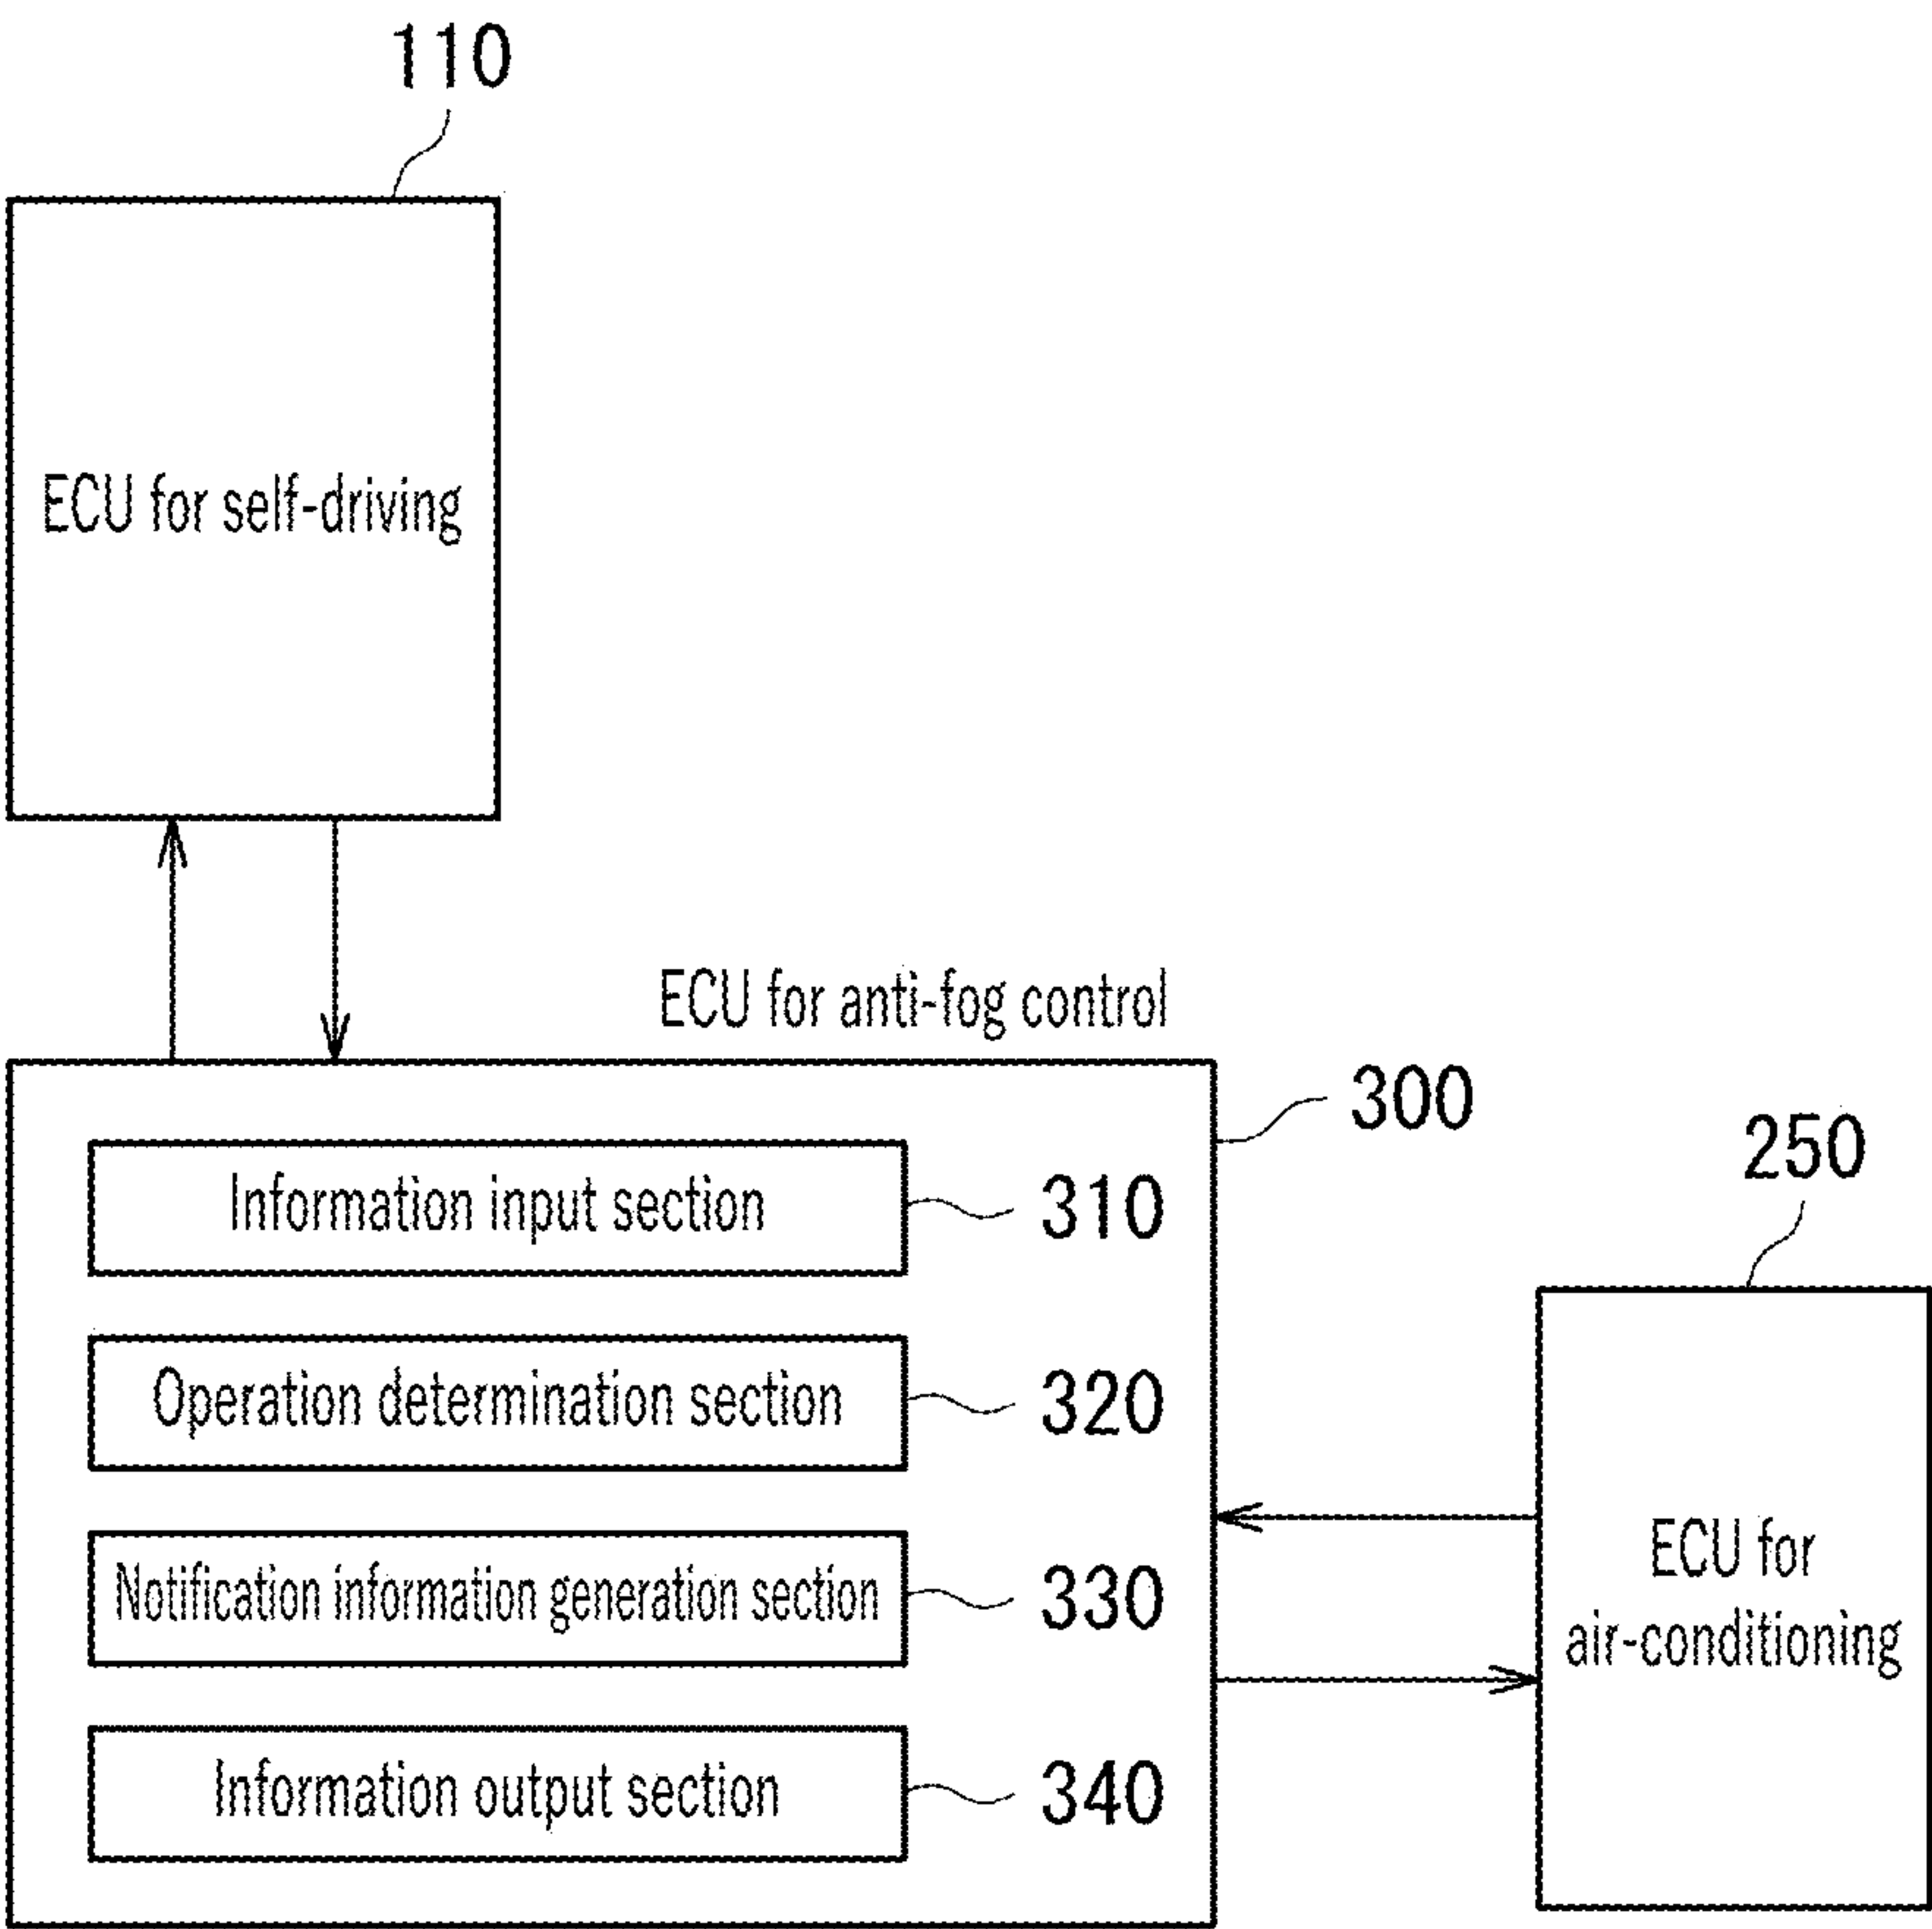 110
ECU for self-driving
ECU for anti-fog control
300
Information input section
310
Operation determination section
320
Notification information generation section
330
Information output section
340
250
ECU for
air-conditioning